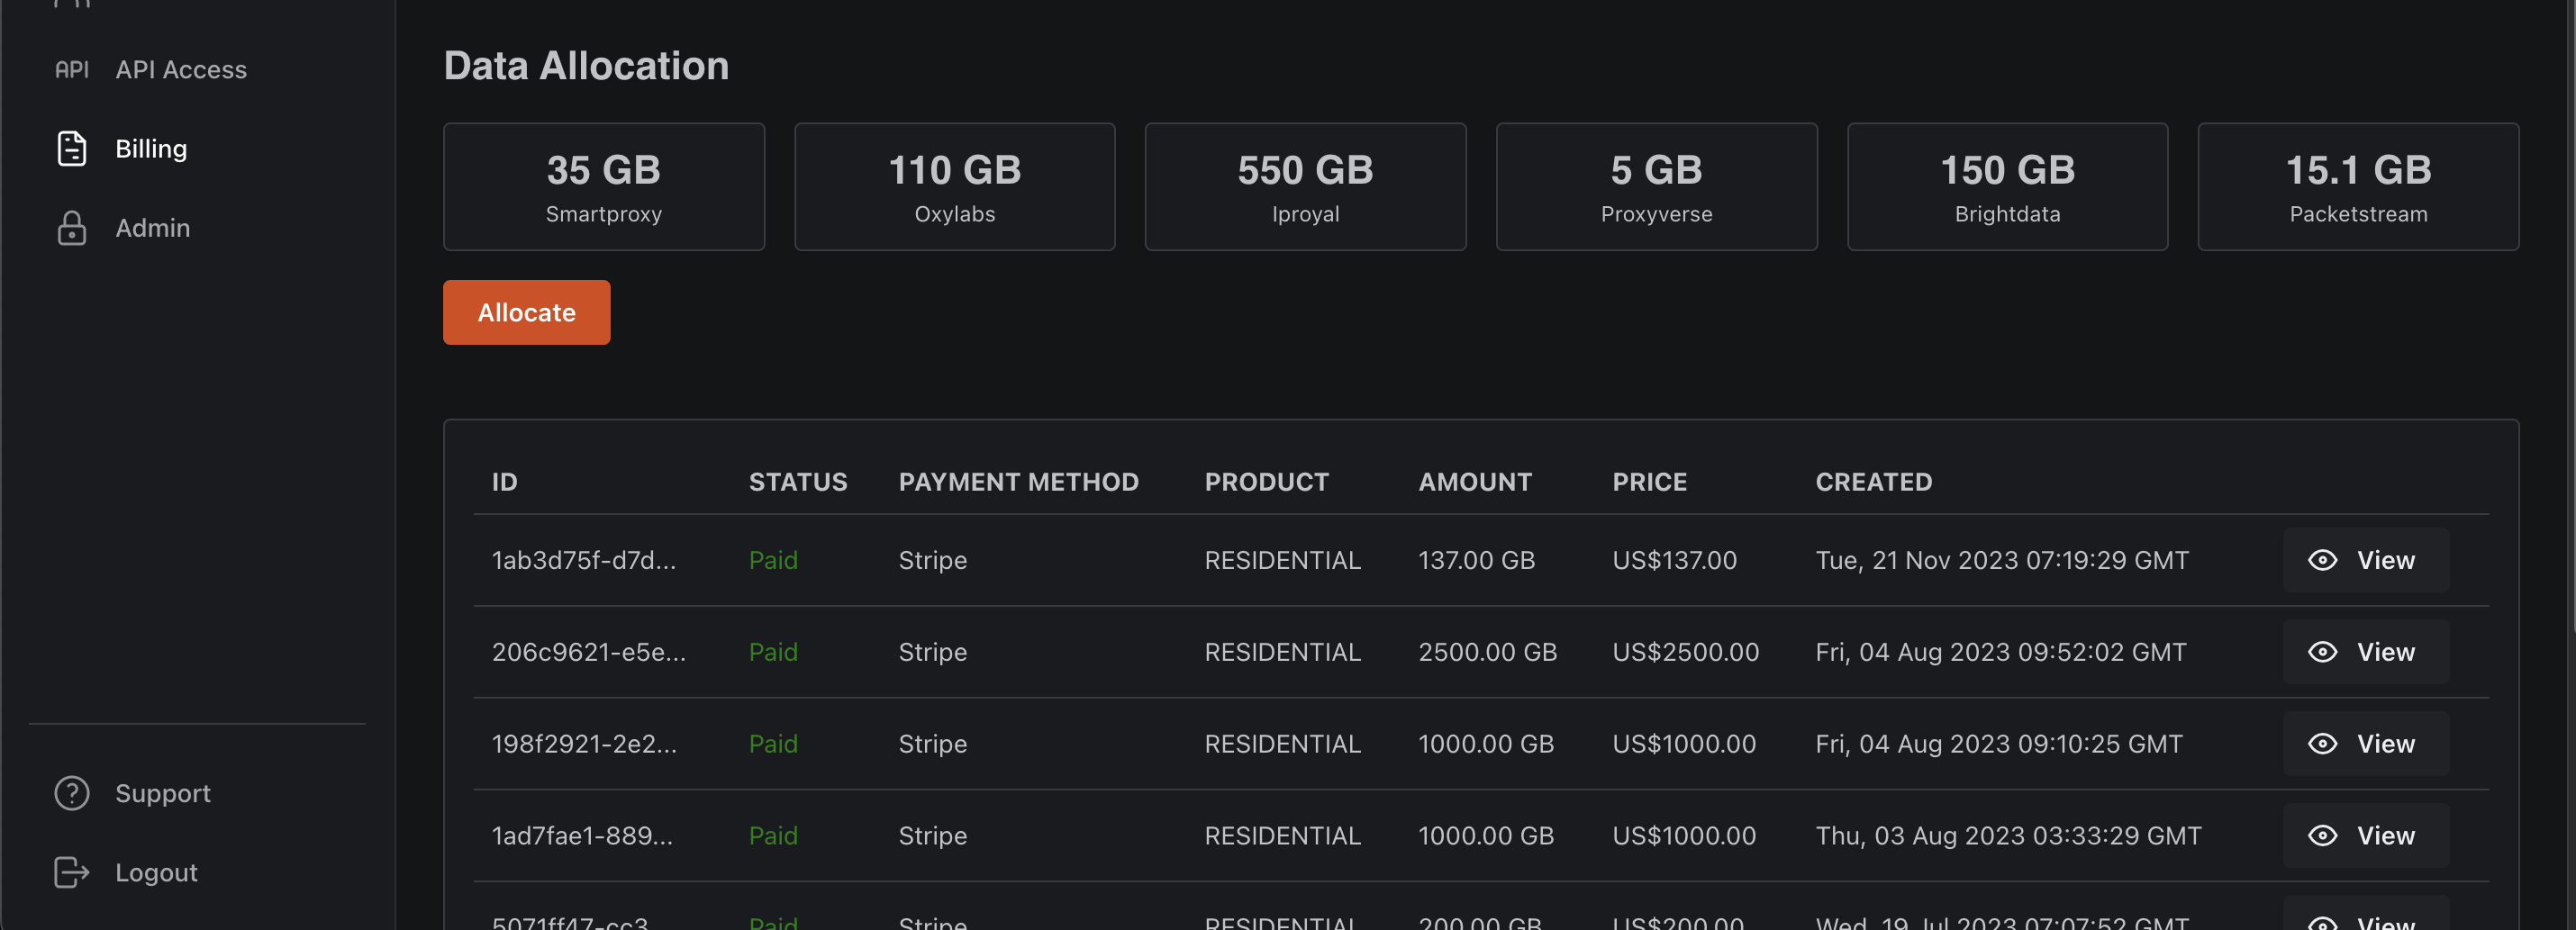 API API Access
Billing
Admin
Support
Logout
Data Allocation
35 GB
Smartproxy
110 GB
Oxylabs
550 GB
Iproyal
5 GB
Proxyverse
150 GB
Brightdata
15.1 GB
Packetstream
Allocate
ID STATUS PAYMENT METHOD PRODUCT AMOUNT PRICE CREATED
1ab3d75f-d7d... Paid Stripe RESIDENTIAL 137.00 GB US$137.00 Tue, 21 Nov 2023 07:19:29 GMT View
206c9621-e5e... Paid Stripe RESIDENTIAL 2500.00 GB US$2500.00 Fri, 04 Aug 2023 09:52:02 GMT View
198f2921-2e2... Paid Stripe RESIDENTIAL 1000.00 GB US$1000.00 Fri, 04 Aug 2023 09:10:25 GMT View
1ad7fae1-889... Paid Stripe RESIDENTIAL 1000.00 GB US$1000.00 Thu, 03 Aug 2023 03:33:29 GMT View
5071ff47-cc3 Paid Stripe RESIDENTIAL 200.00 GB US$200.00 Wed, 19 Jul 2023 07:07:52 GMT View